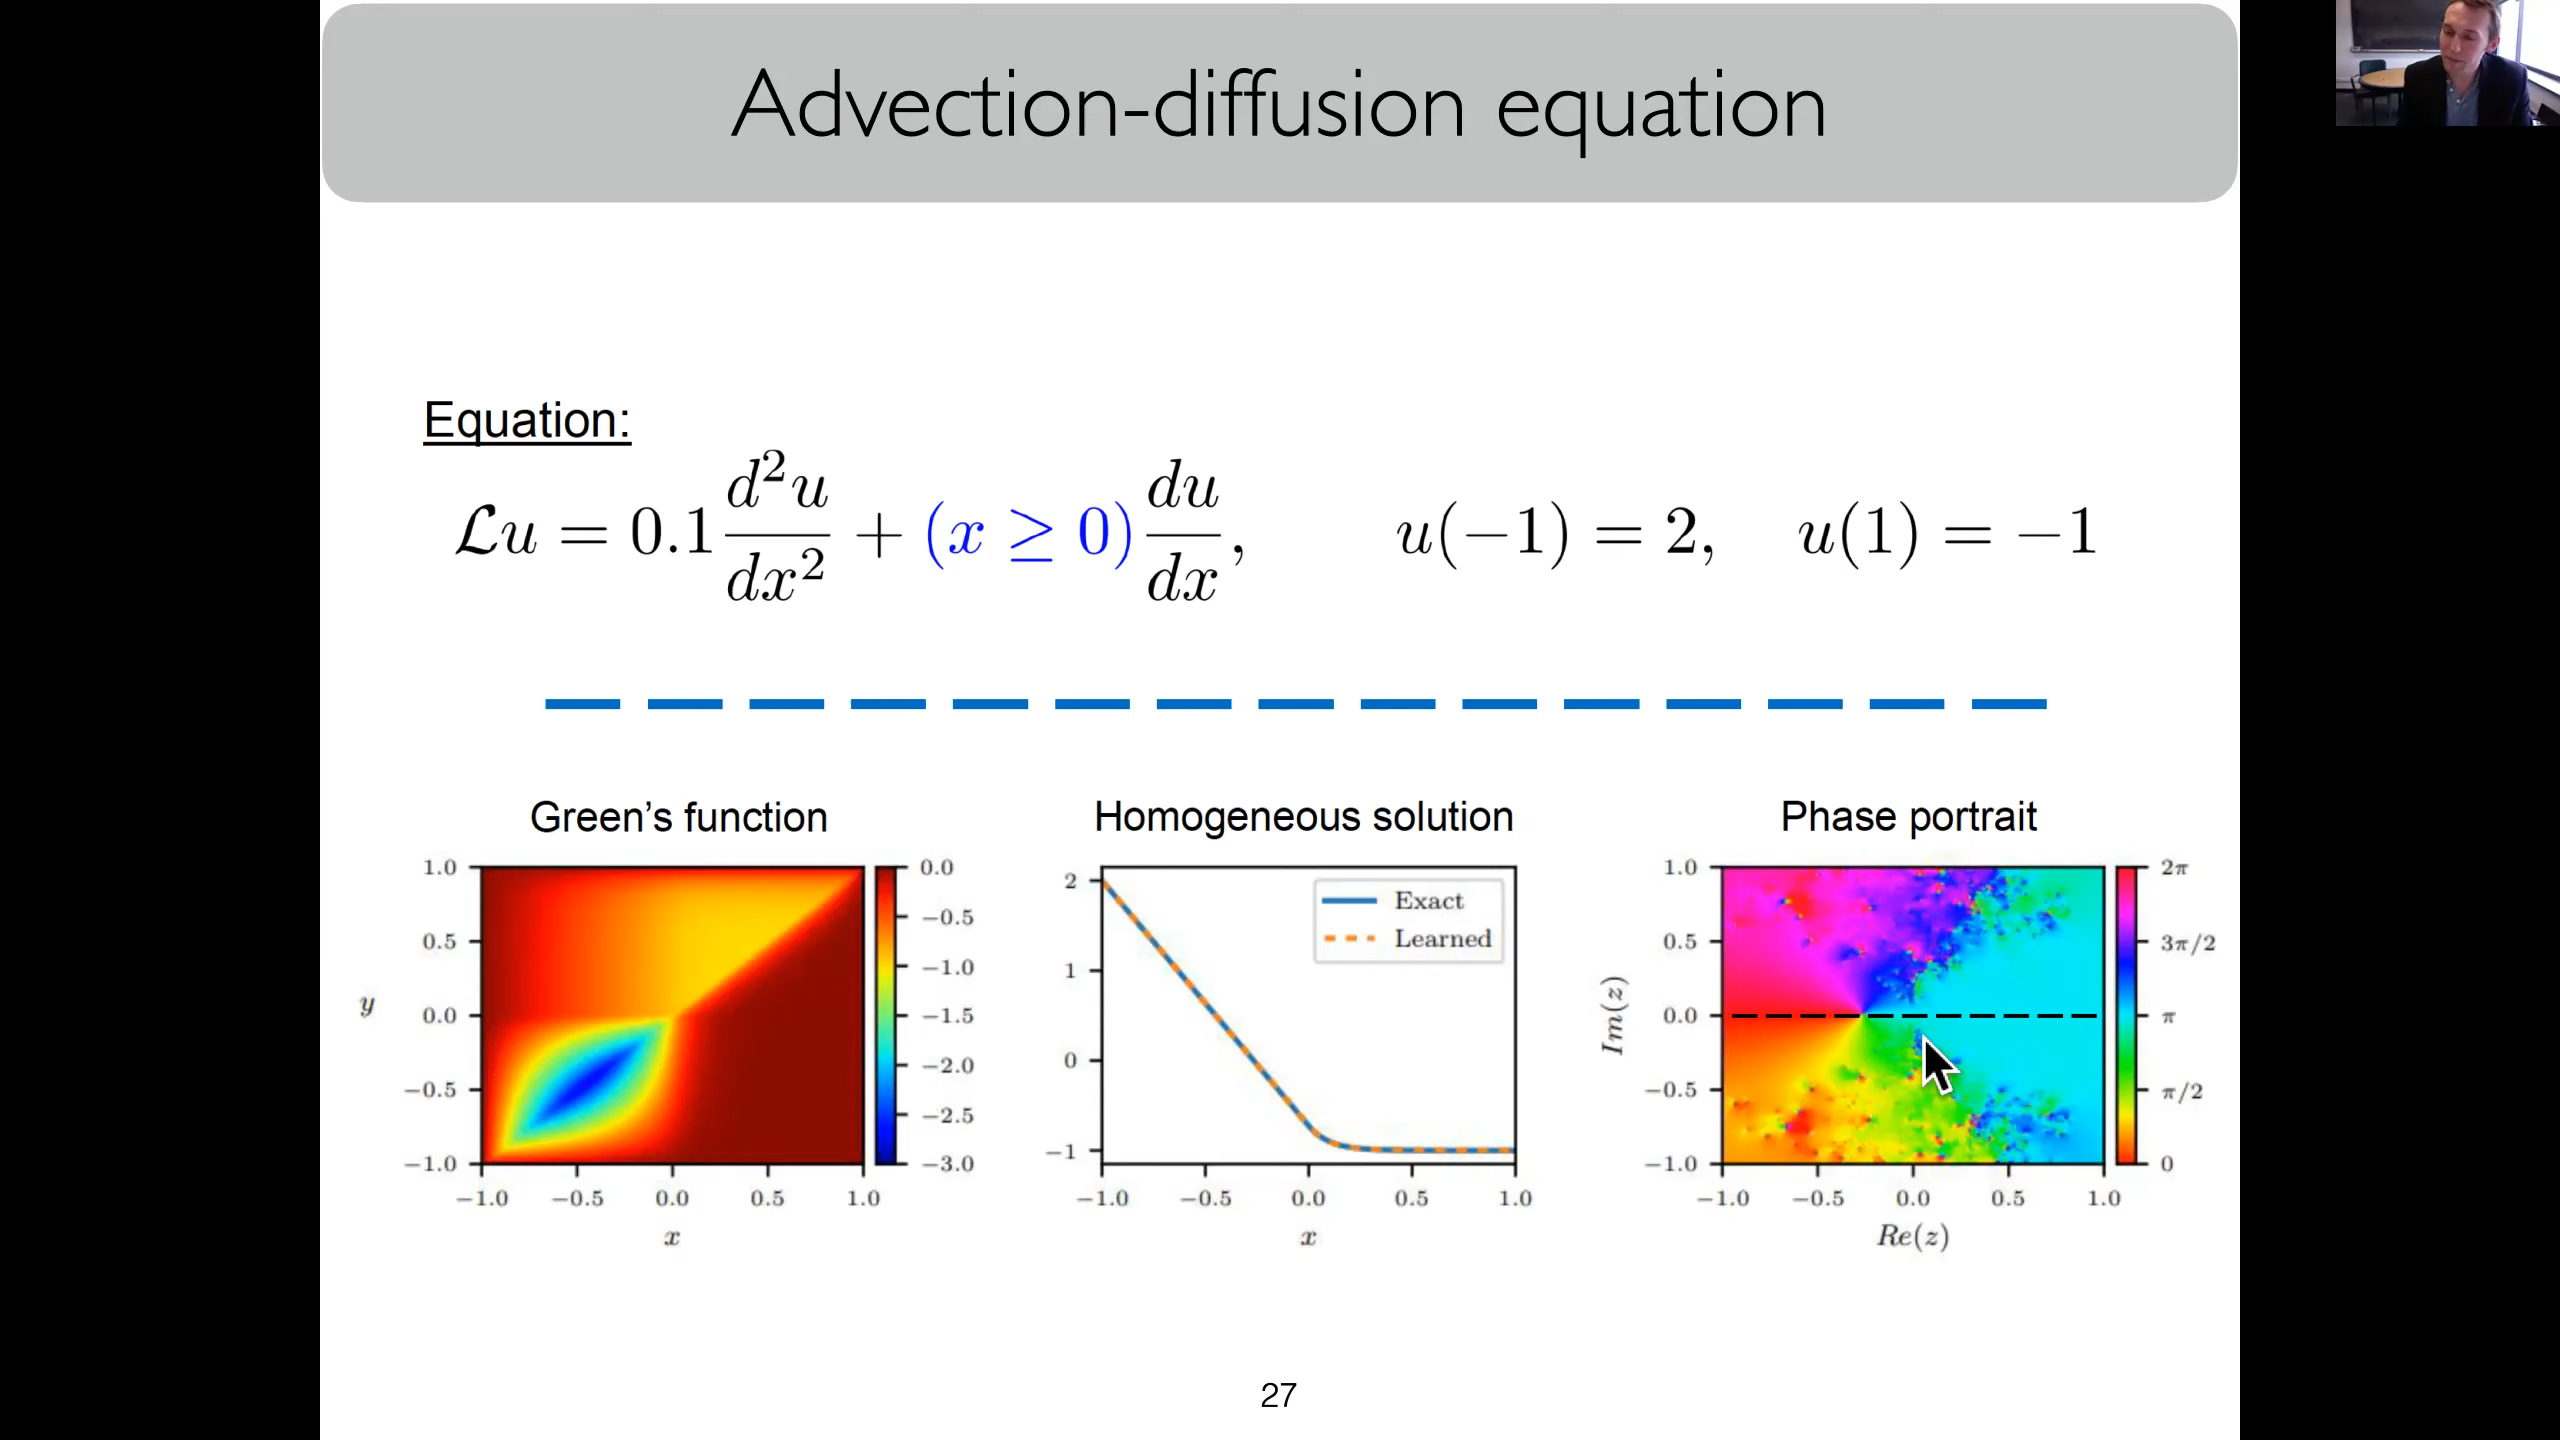 Advection-diffusion equation
Equation:
ℒu = 0.1 d²u/dx² + (x ≥ 0) du/dx, u(−1) = 2, u(1) = −1
Green's function Homogeneous solution Phase portrait
1.0 0.5 0.0 −0.5 −1.0
y
−1.0 −0.5 0.0 0.5 1.0
x
0.0 −0.5 −1.0 −1.5 −2.0 −2.5 −3.0
2 1 0 −1
Exact
Learned
−1.0 −0.5 0.0 0.5 1.0
x
1.0 0.5 0.0 −0.5 −1.0
Im(z)
−1.0 −0.5 0.0 0.5 1.0
Re(z)
2π 3π/2 π π/2 0
27